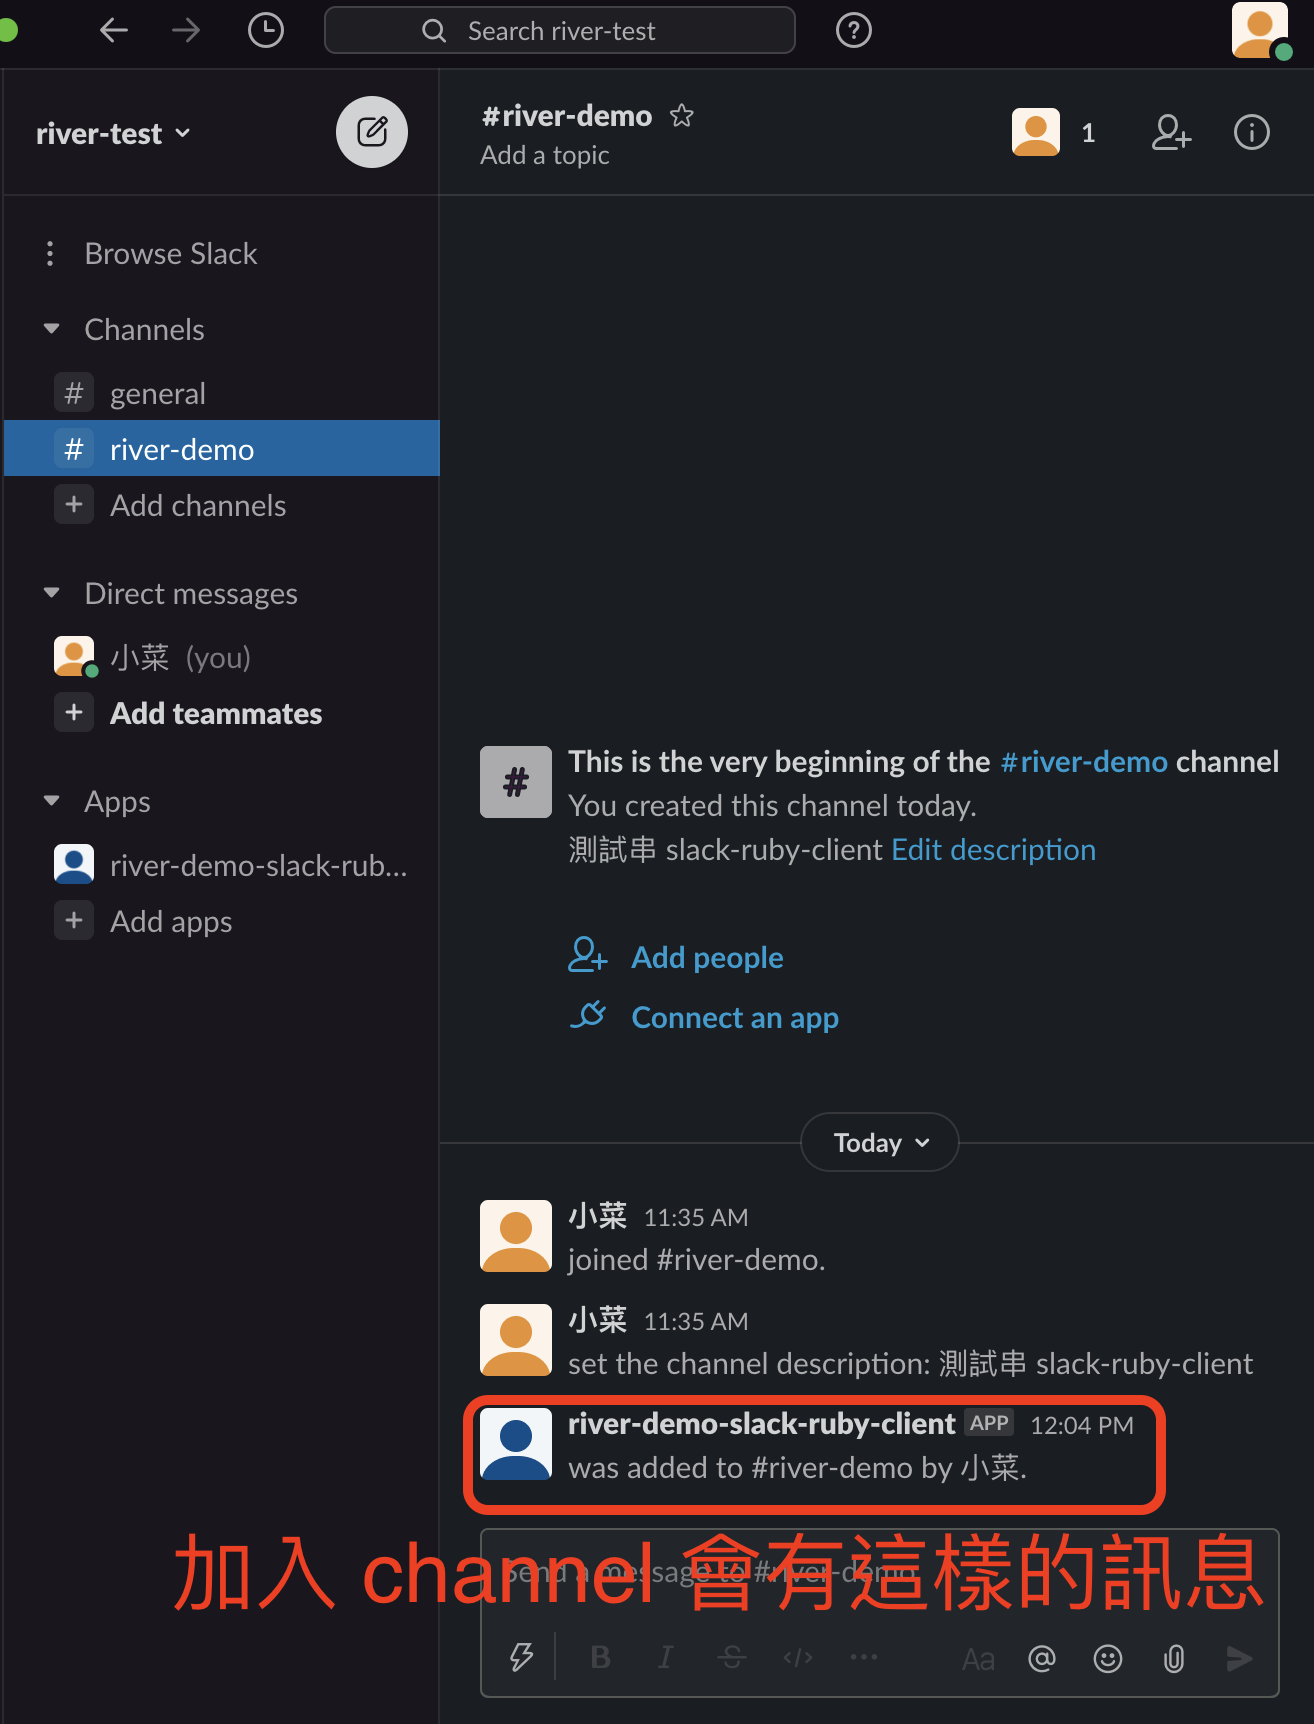 Search river-test
river-test
#river-demo
Add a topic
1
Browse Slack
Channels
# general
# river-demo
+ Add channels
Direct messages
小菜 (you)
+ Add teammates
Apps
river-demo-slack-rub...
+ Add apps
# This is the very beginning of the #river-demo channel
You created this channel today.
測試串 slack-ruby-client Edit description
Add people
Connect an app
Today
小菜 11:35 AM
joined #river-demo.
小菜 11:35 AM
set the channel description: 測試串 slack-ruby-client
river-demo-slack-ruby-client APP 12:04 PM
was added to #river-demo by 小菜.
加入 channel 會有這樣的訊息
Send a message to #river-demo
B I S </> ... Aa @